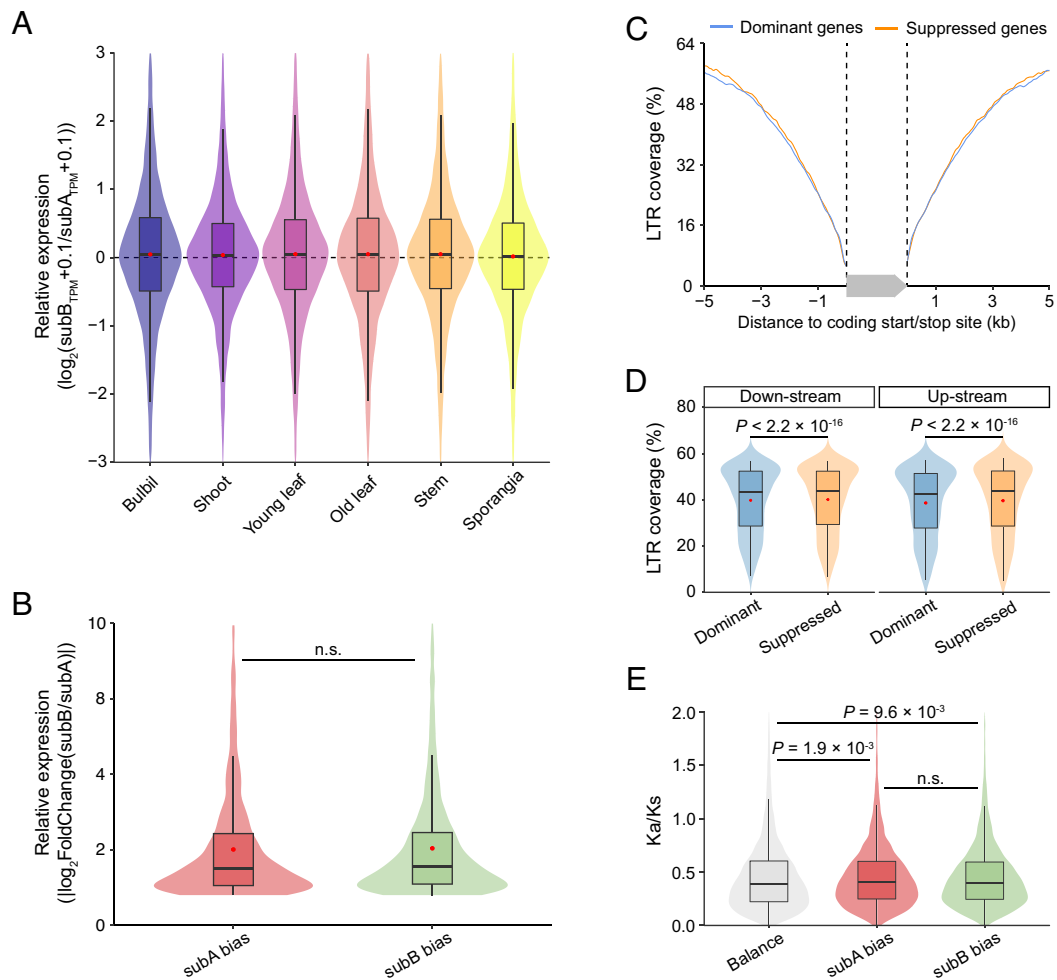 A
Relative expression
(log2(subB_TPM+0.1/subA_TPM+0.1))
3
2
1
0
−1
−2
−3
Bulbil
Shoot
Young leaf
Old leaf
Stem
Sporangia
B
Relative expression
(|log2FoldChange(subB/subA)|)
10
8
4
2
0
n.s.
subA bias
subB bias
C
Dominant genes
Suppressed genes
LTR coverage (%)
64
48
32
16
0
−5
−3
−1
1
3
5
Distance to coding start/stop site (kb)
D
Down-stream
Up-stream
LTR coverage (%)
80
60
40
20
0
P < 2.2 × 10-16
P < 2.2 × 10-16
Dominant
Suppressed
Dominant
Suppressed
E
Ka/Ks
2.0
1.5
1.0
0.5
0.0
P = 9.6 × 10-3
P = 1.9 × 10-3
n.s.
Balance
subA bias
subB bias